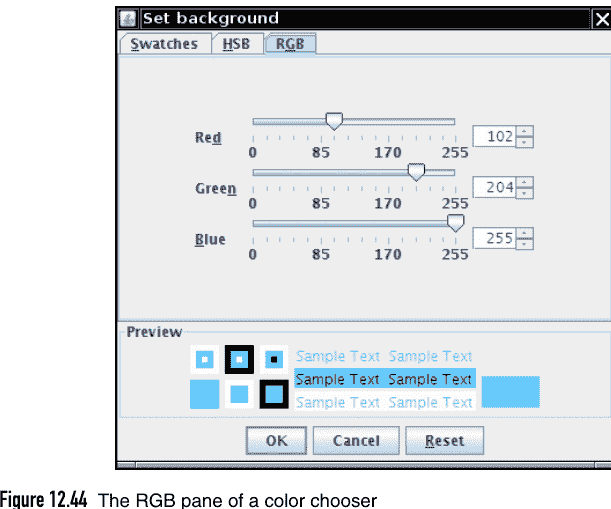 Set background
Swatches HSB RGB
Red 102
0 85 170 255
Green 204
0 85 170 255
Blue 255
0 85 170 255
Preview
Sample Text Sample Text
Sample Text Sample Text
Sample Text Sample Text
OK Cancel Reset
Figure 12.44 The RGB pane of a color chooser